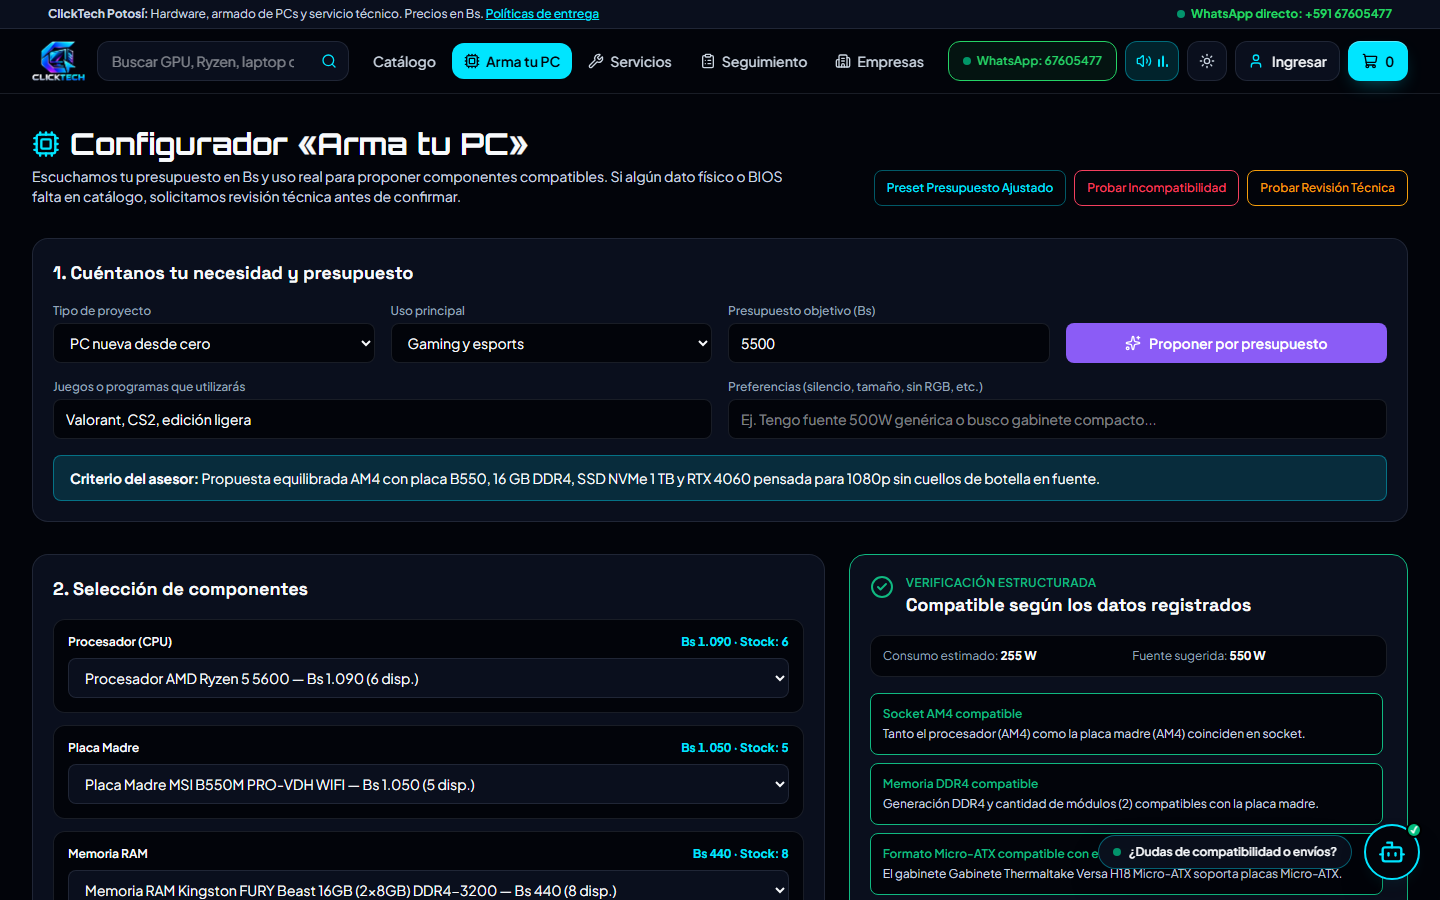 ClickTech Potosí: Hardware, armado de PCs y servicio técnico. Precios en Bs. Políticas de entrega
WhatsApp directo: +591 67605477
CLICKTECH
Buscar GPU, Ryzen, laptop c
Catálogo
Arma tu PC
Servicios
Seguimiento
Empresas
WhatsApp: 67605477
Ingresar
0
Configurador «Arma tu PC»
Escuchamos tu presupuesto en Bs y uso real para proponer componentes compatibles. Si algún dato físico o BIOS
falta en catálogo, solicitamos revisión técnica antes de confirmar.
Preset Presupuesto Ajustado
Probar Incompatibilidad
Probar Revisión Técnica
1. Cuéntanos tu necesidad y presupuesto
Tipo de proyecto
Uso principal
Presupuesto objetivo (Bs)
PC nueva desde cero
Gaming y esports
5500
Proponer por presupuesto
Juegos o programas que utilizarás
Preferencias (silencio, tamaño, sin RGB, etc.)
Valorant, CS2, edición ligera
Ej. Tengo fuente 500W genérica o busco gabinete compacto...
Criterio del asesor: Propuesta equilibrada AM4 con placa B550, 16 GB DDR4, SSD NVMe 1 TB y RTX 4060 pensada para 1080p sin cuellos de botella en fuente.
2. Selección de componentes
Procesador (CPU)
Bs 1.090 · Stock: 6
Procesador AMD Ryzen 5 5600 — Bs 1.090 (6 disp.)
Placa Madre
Bs 1.050 · Stock: 5
Placa Madre MSI B550M PRO-VDH WIFI — Bs 1.050 (5 disp.)
Memoria RAM
Bs 440 · Stock: 8
Memoria RAM Kingston FURY Beast 16GB (2x8GB) DDR4-3200 — Bs 440 (8 disp.)
VERIFICACIÓN ESTRUCTURADA
Compatible según los datos registrados
Consumo estimado: 255 W
Fuente sugerida: 550 W
Socket AM4 compatible
Tanto el procesador (AM4) como la placa madre (AM4) coinciden en socket.
Memoria DDR4 compatible
Generación DDR4 y cantidad de módulos (2) compatibles con la placa madre.
Formato Micro-ATX compatible con
¿Dudas de compatibilidad o envíos?
El gabinete Gabinete Thermaltake Versa H18 Micro-ATX soporta placas Micro-ATX.